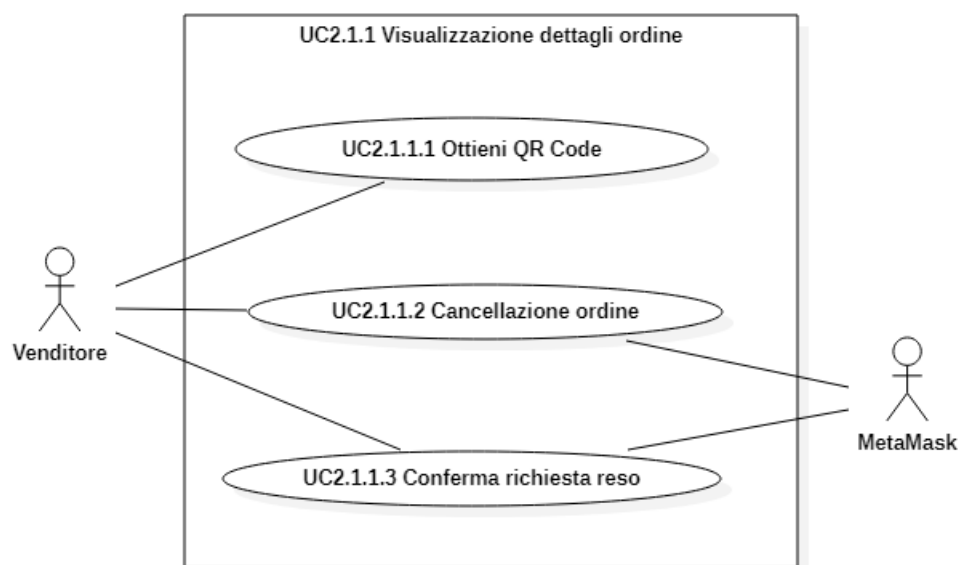 UC2.1.1 Visualizzazione dettagli ordine
UC2.1.1.1 Ottieni QR Code
UC2.1.1.2 Cancellazione ordine
Venditore
MetaMask
UC2.1.1.3 Conferma richiesta reso